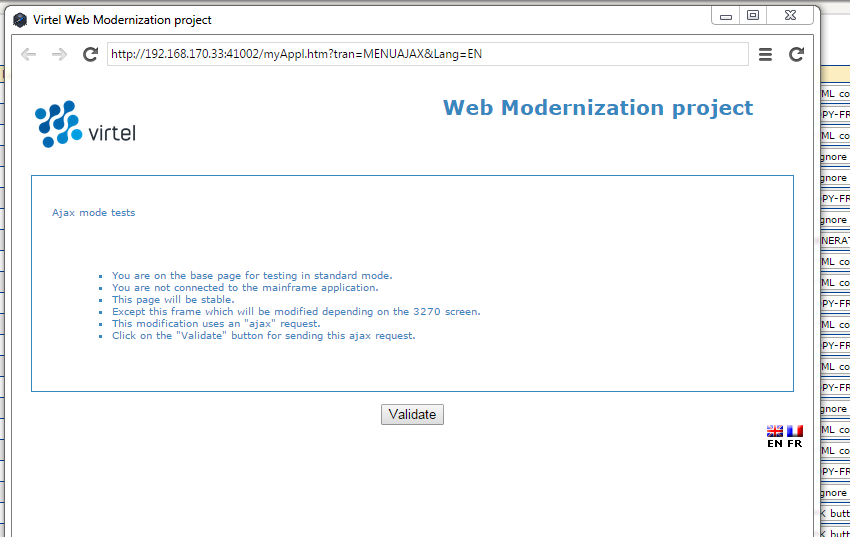 Virtel Web Modernization project
http://192.168.170.33:41002/myAppl.htm?tran=MENUAJAX&Lang=EN
virtel
Web Modernization project
Ajax mode tests
You are on the base page for testing in standard mode.
You are not connected to the mainframe application.
This page will be stable.
Except this frame which will be modified depending on the 3270 screen.
This modification uses an "ajax" request.
Click on the "Validate" button for sending this ajax request.
Validate
EN FR
ML co
PY-FR
ML co
gnore
gnore
PY-FR
gnore
NERAT
ML co
ML co
PY-FR
ML co
PY-FR
ML co
PY-FR
gnore
ML co
ML co
PY-FR
gnore
K butt
K butt